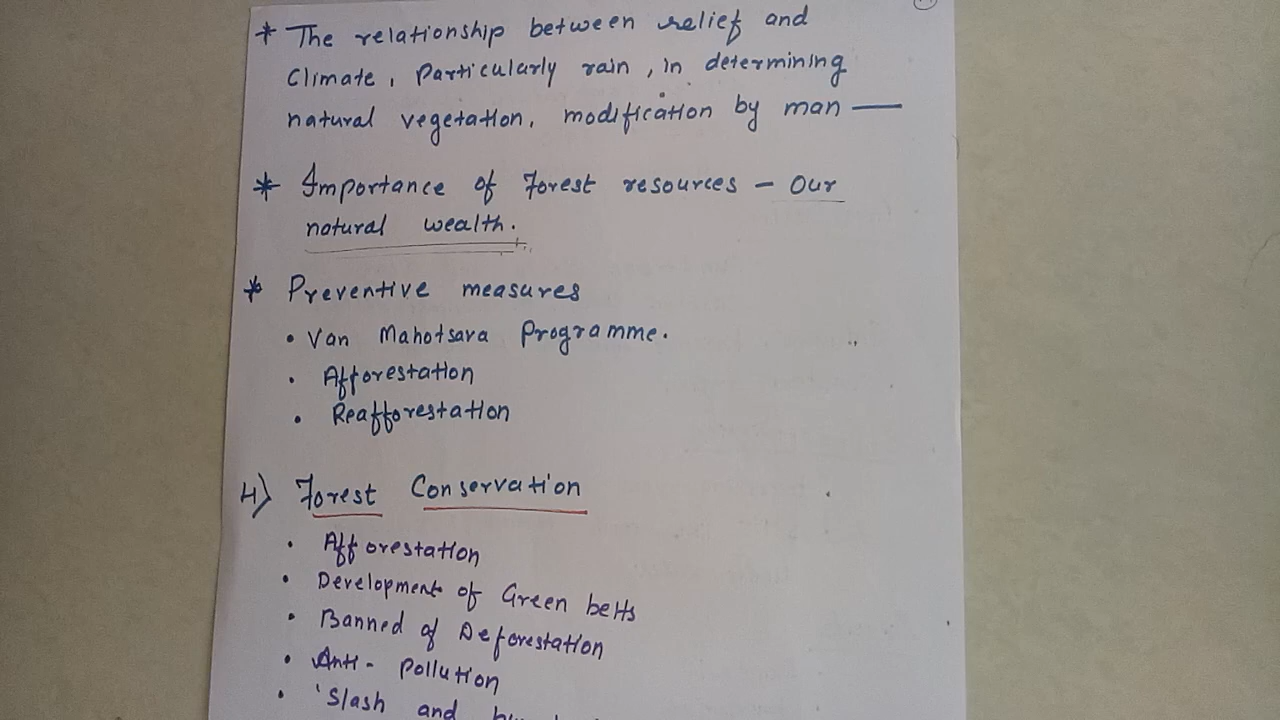 * The relationship between relief and
Climate, Particularly rain, in determining
natural vegetation, modification by man —
* Importance of Forest resources - Our
natural wealth.
* Preventive measures
• Van Mahotsava Programme.
• Afforestation
• Reafforestation
4) Forest Conservation
• Afforestation
• Development of Green belts
• Banned of Deforestation
• Anti-pollution
• 'Slash and